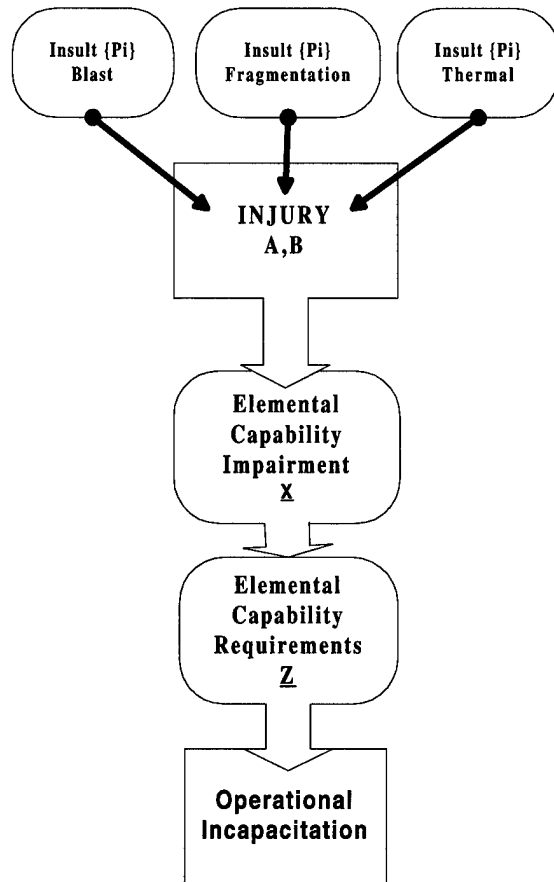 Insult {Pi}
Blast
Insult {Pi}
Fragmentation
Insult {Pi}
Thermal
INJURY
A,B
Elemental
Capability
Impairment
X
Elemental
Capability
Requirements
Z
Operational
Incapacitation